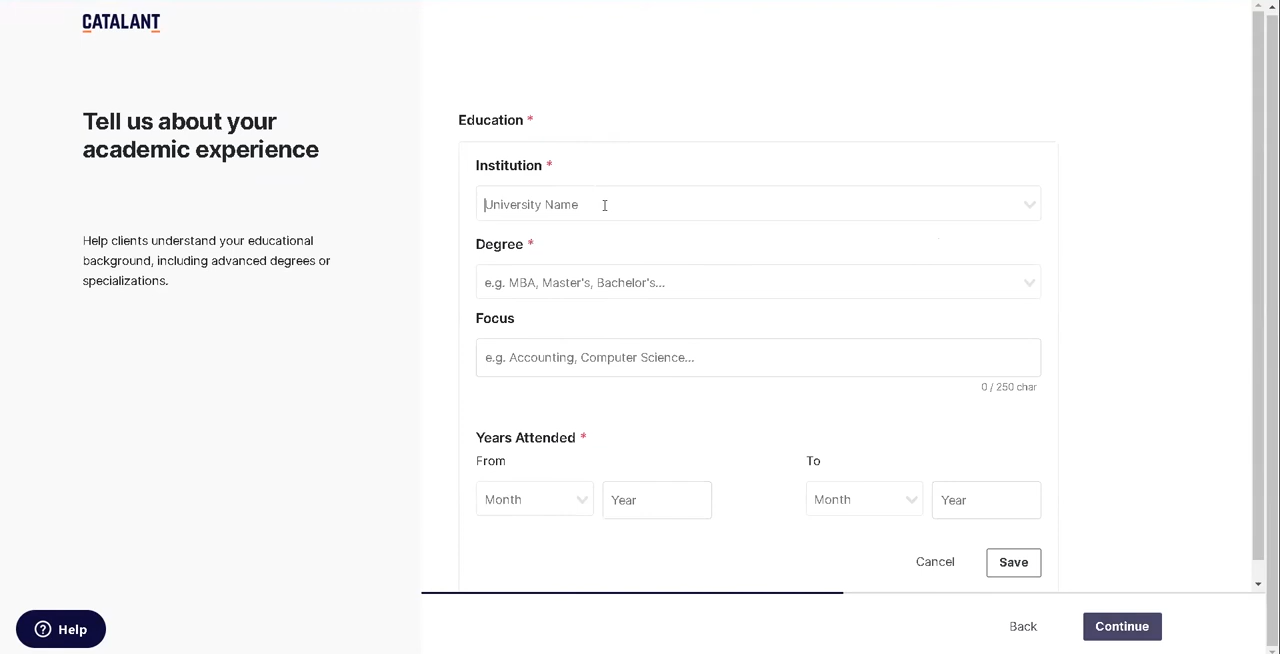 CATALANT
Tell us about your
academic experience
Help clients understand your educational
background, including advanced degrees or
specializations.
Education *
Institution *
University Name
Degree *
e.g. MBA, Master's, Bachelor's...
Focus
e.g. Accounting, Computer Science...
0 / 250 char
Years Attended *
From
To
Month
Year
Month
Year
Cancel
Save
Help
Back
Continue